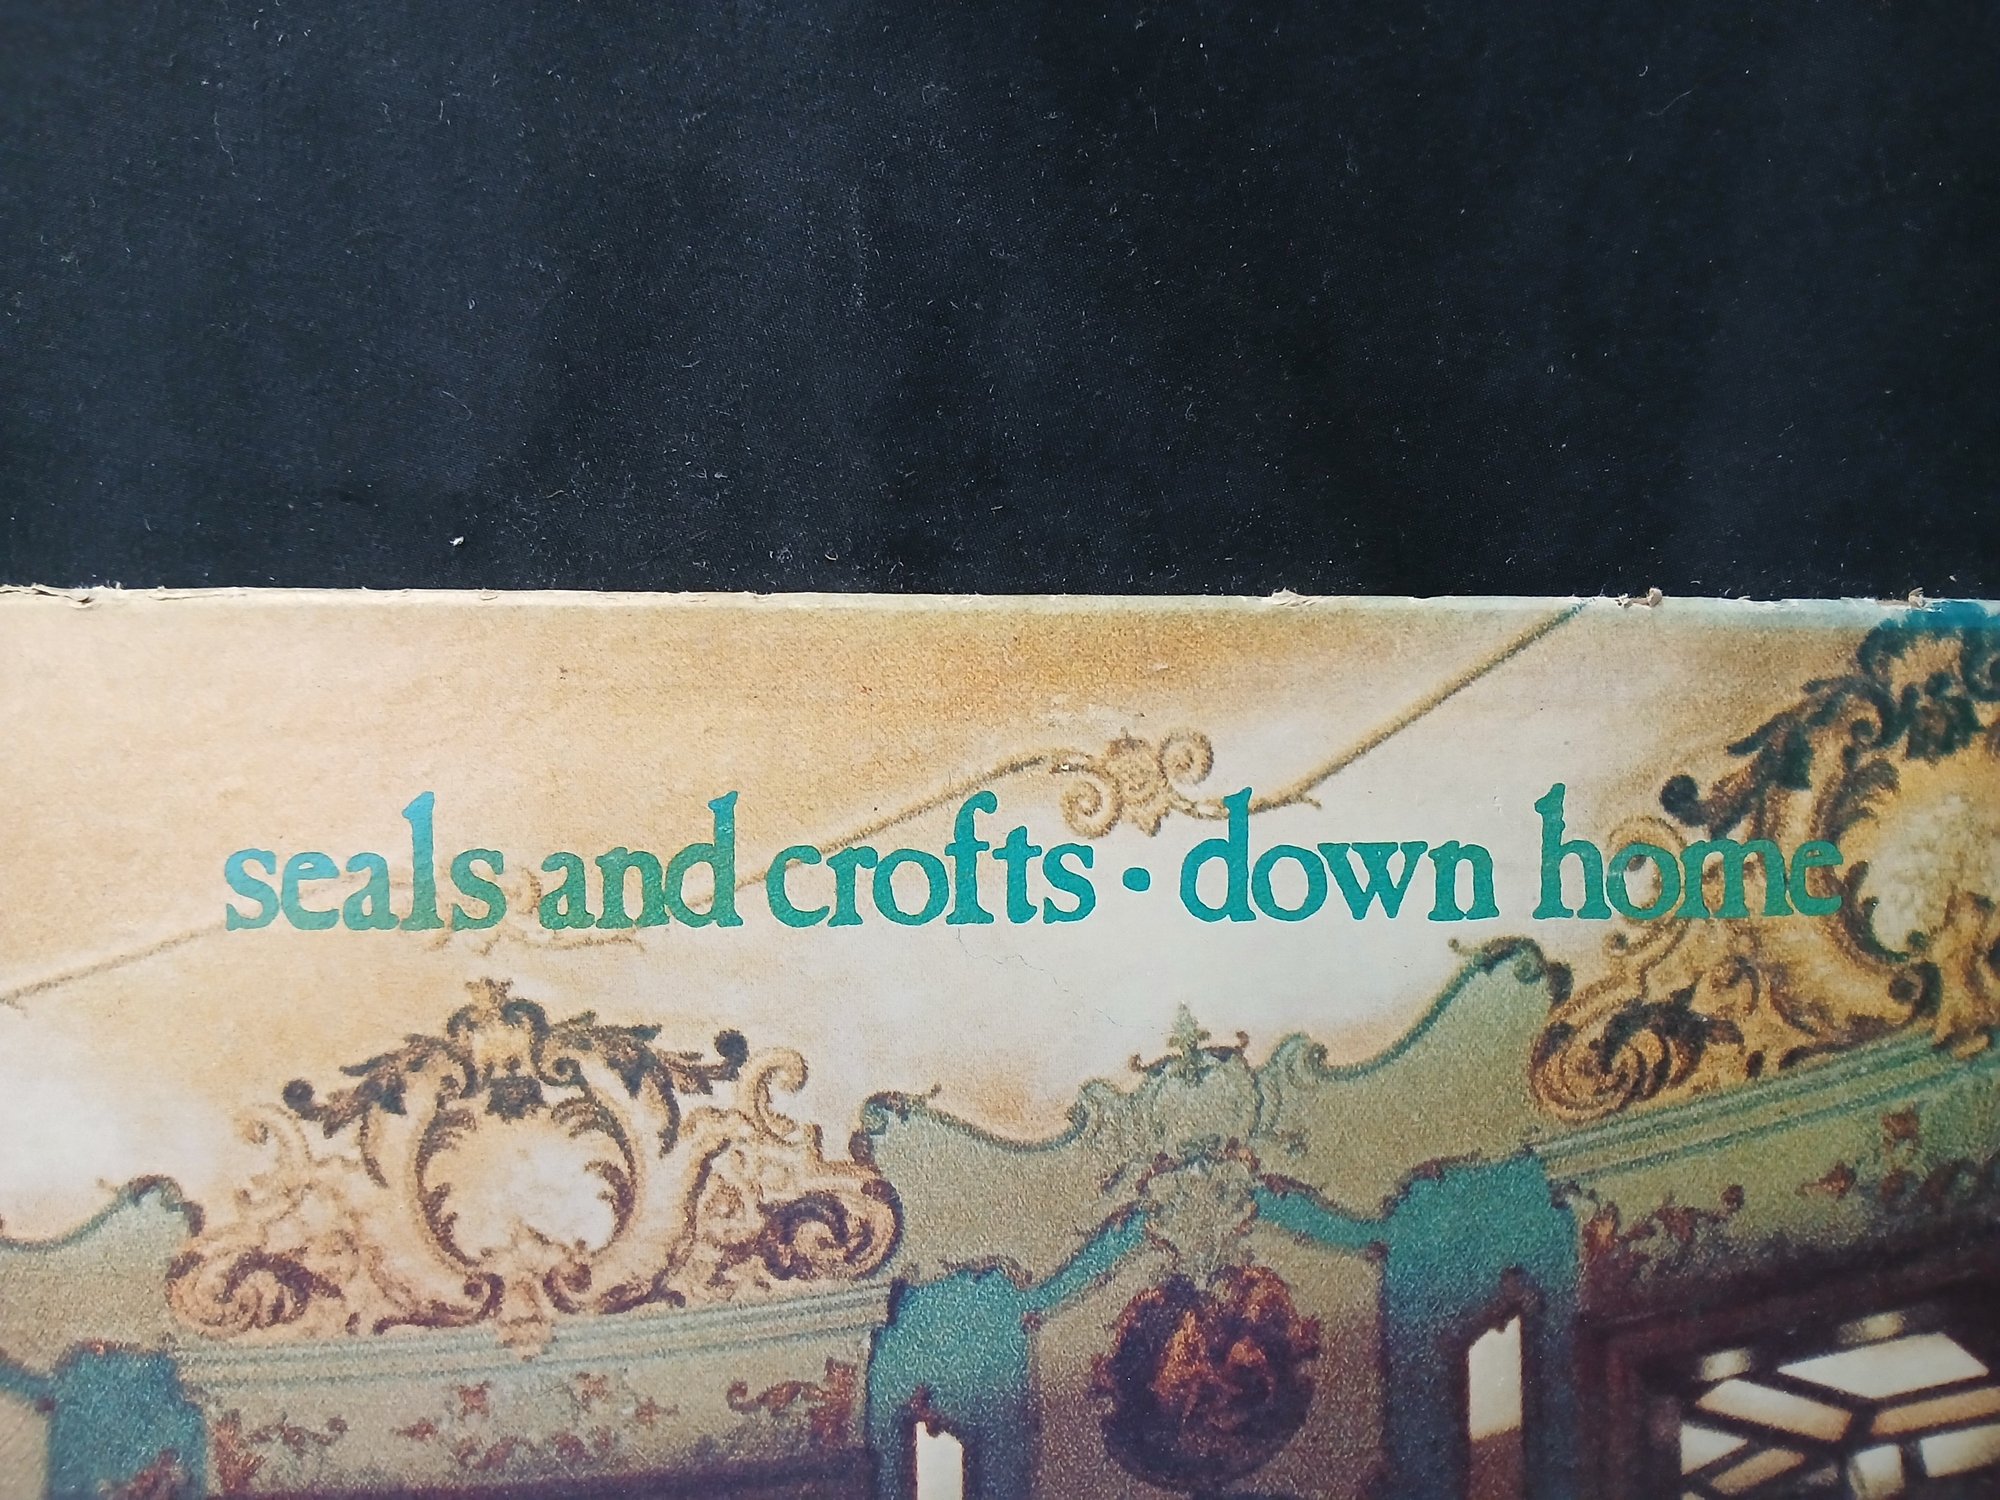 seals and crofts • down home